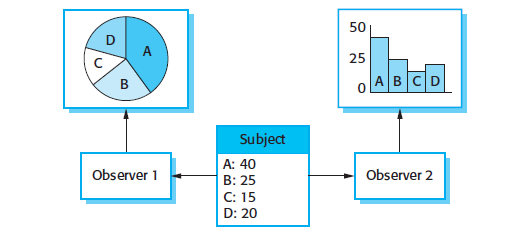 D
A
C
B
50
25
0
A B C D
Subject
A: 40
B: 25
C: 15
D: 20
Observer 1
Observer 2